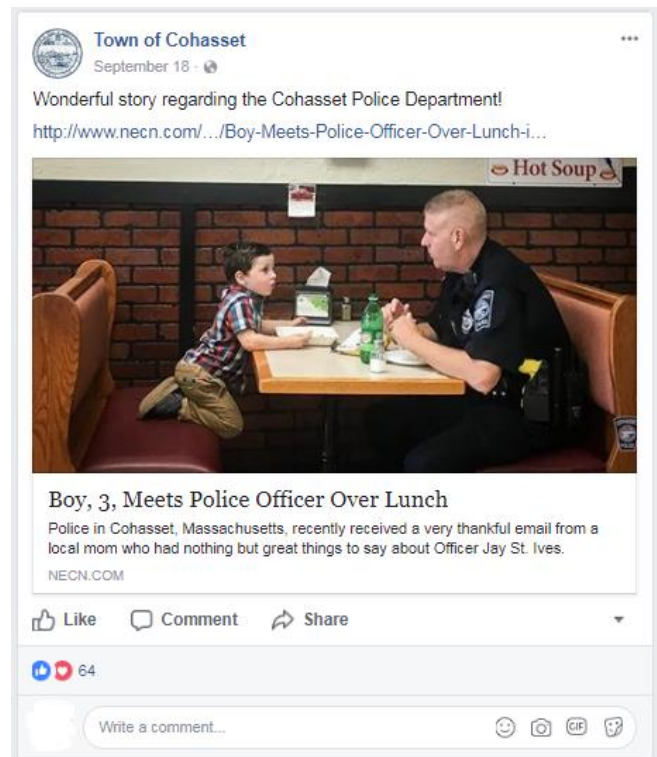 Town of Cohasset
September 18 ·
Wonderful story regarding the Cohasset Police Department!
http://www.necn.com/.../Boy-Meets-Police-Officer-Over-Lunch-i...
Hot Soup
Boy, 3, Meets Police Officer Over Lunch
Police in Cohasset, Massachusetts, recently received a very thankful email from a
local mom who had nothing but great things to say about Officer Jay St. Ives.
NECN.COM
Like Comment Share
64
Write a comment...
GIF